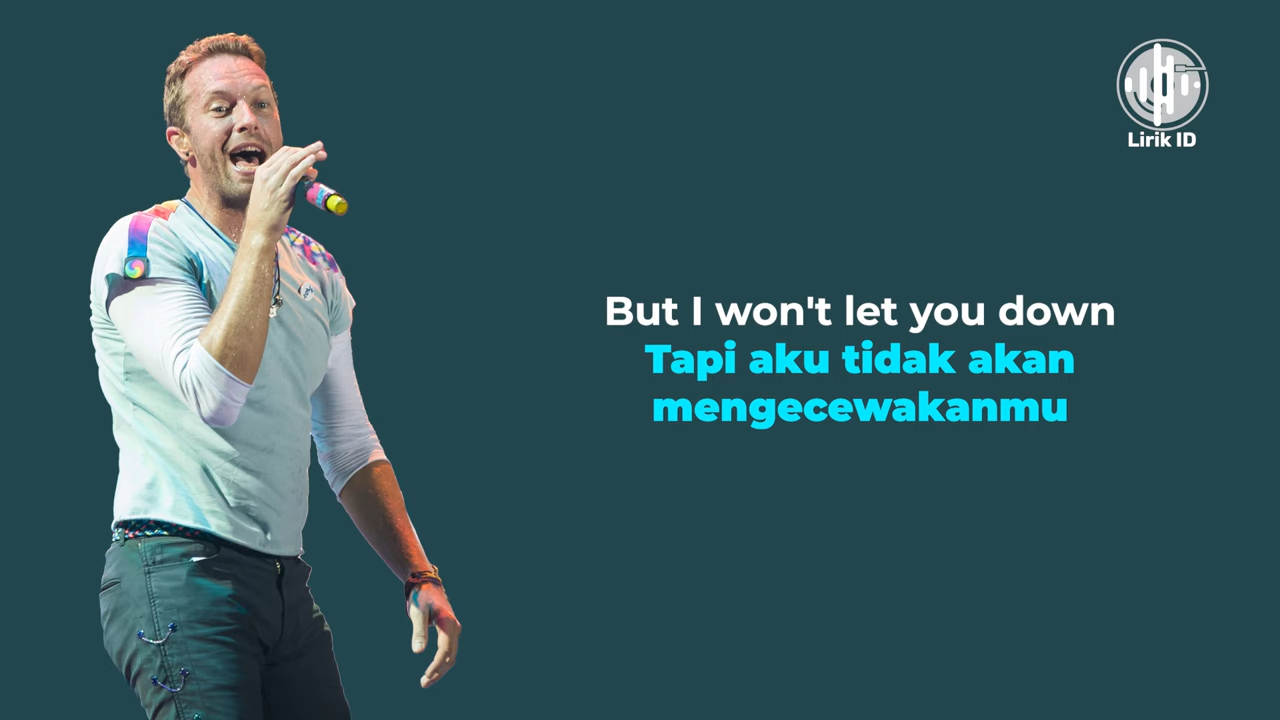 Lirik ID
But I won't let you down
Tapi aku tidak akan
mengecewakanmu